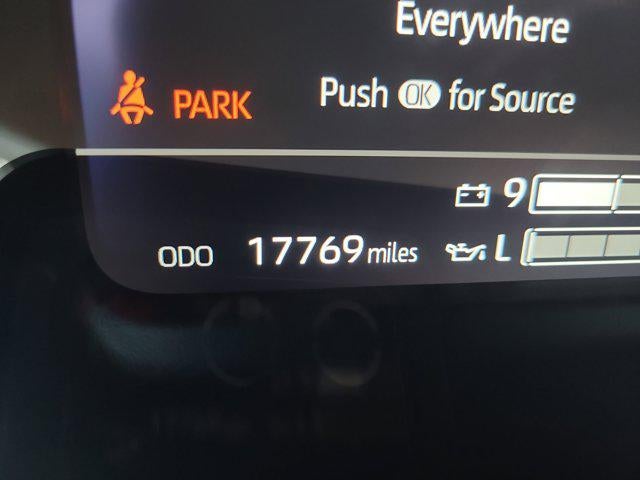 Everywhere
PARK Push OK for Source
9
ODO 17769 miles L